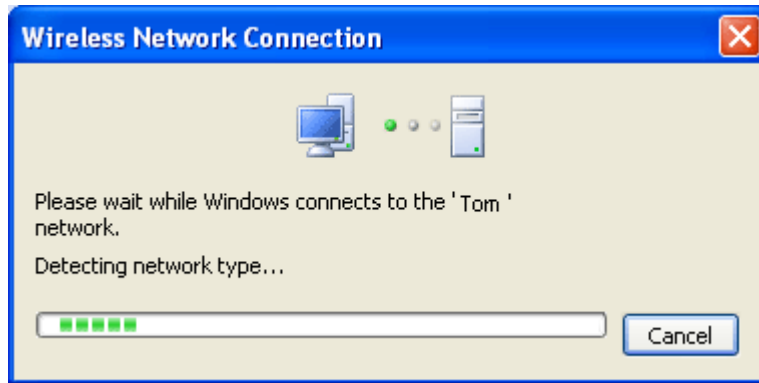 Wireless Network Connection
Please wait while Windows connects to the 'Tom '
network.
Detecting network type...
Cancel